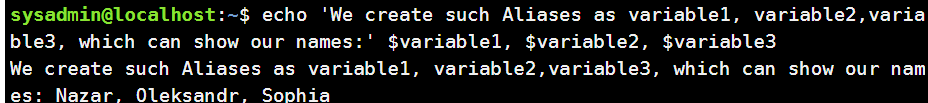 sysadmin@localhost:~$ echo 'We create such Aliases as variable1, variable2,varia
ble3, which can show our names:' $variable1, $variable2, $variable3
We create such Aliases as variable1, variable2,variable3, which can show our nam
es: Nazar, Oleksandr, Sophia